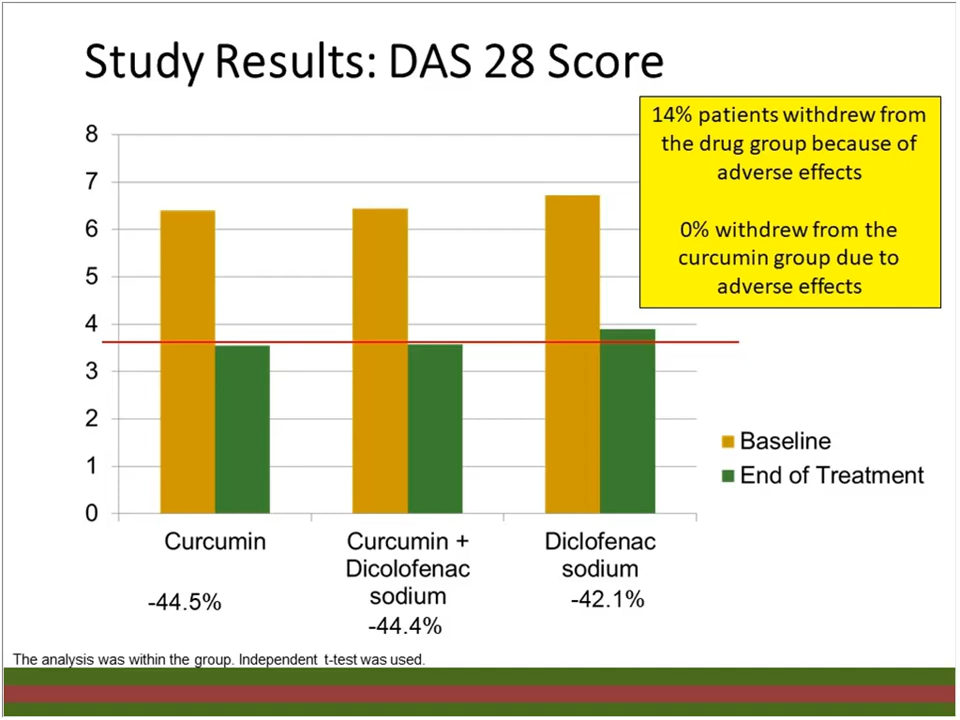 Study Results: DAS 28 Score
14% patients withdrew from
the drug group because of
adverse effects
0% withdrew from the
curcumin group due to
adverse effects
8
7
6
5
4
3
2
1
0
Baseline
End of Treatment
Curcumin
-44.5%
Curcumin +
Dicolofenac
sodium
-44.4%
Diclofenac
sodium
-42.1%
The analysis was within the group. Independent t-test was used.